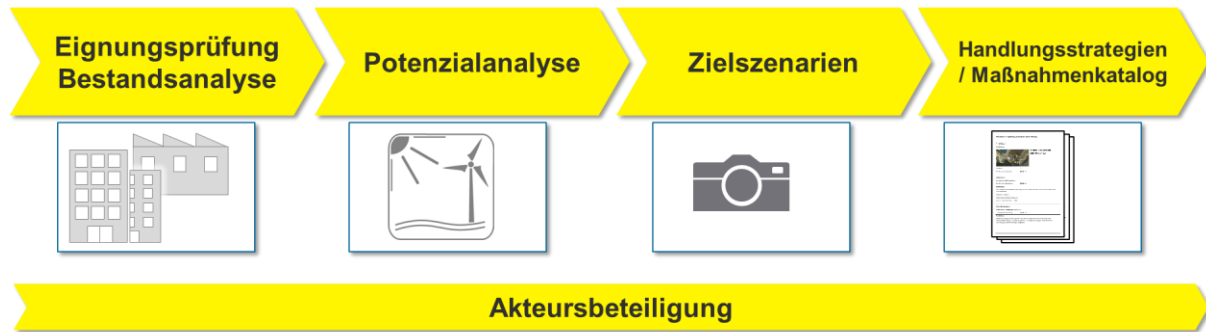 Eignungsprüfung
Bestandsanalyse
Potenzialanalyse
Zielszenarien
Handlungsstrategien
/ Maßnahmenkatalog
Akteursbeteiligung